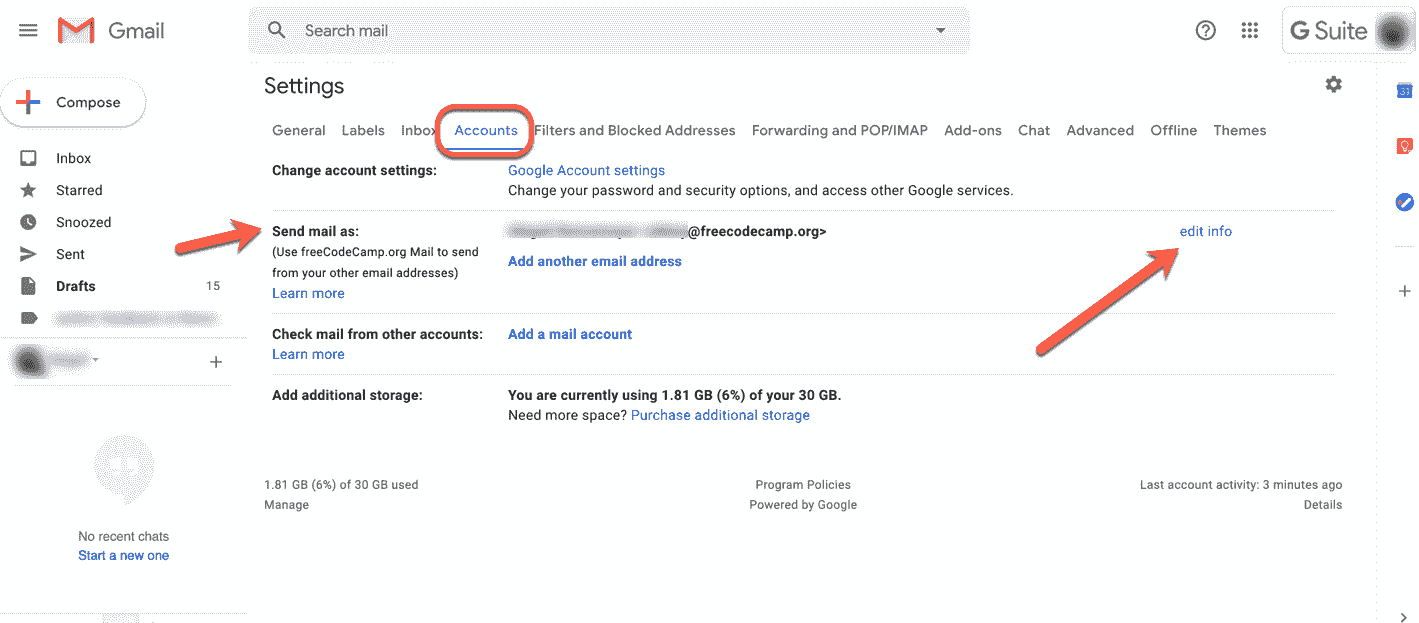 Gmail
Search mail
G Suite
Compose
Settings
General Labels Inbox Accounts Filters and Blocked Addresses Forwarding and POP/IMAP Add-ons Chat Advanced Offline Themes
Inbox
Starred
Snoozed
Sent
Drafts 15
Change account settings: Google Account settings
Change your password and security options, and access other Google services.
Send mail as: @freecodecamp.org> edit info
(Use freeCodeCamp.org Mail to send
from your other email addresses)
Add another email address
Learn more
Check mail from other accounts: Add a mail account
Learn more
Add additional storage: You are currently using 1.81 GB (6%) of your 30 GB.
Need more space? Purchase additional storage
1.81 GB (6%) of 30 GB used
Manage
Program Policies
Powered by Google
Last account activity: 3 minutes ago
Details
No recent chats
Start a new one
31